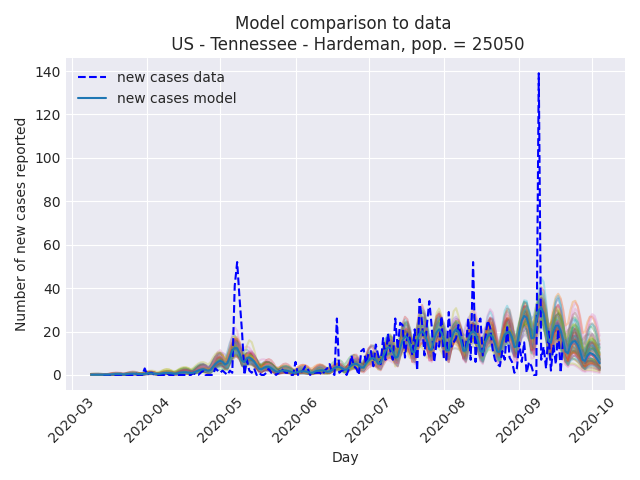 Model comparison to data
US - Tennessee - Hardeman, pop. = 25050
new cases data
new cases model
Number of new cases reported
140
120
100
80
60
40
20
0
2020-03
2020-04
2020-05
2020-06
2020-07
2020-08
2020-09
2020-10
Day